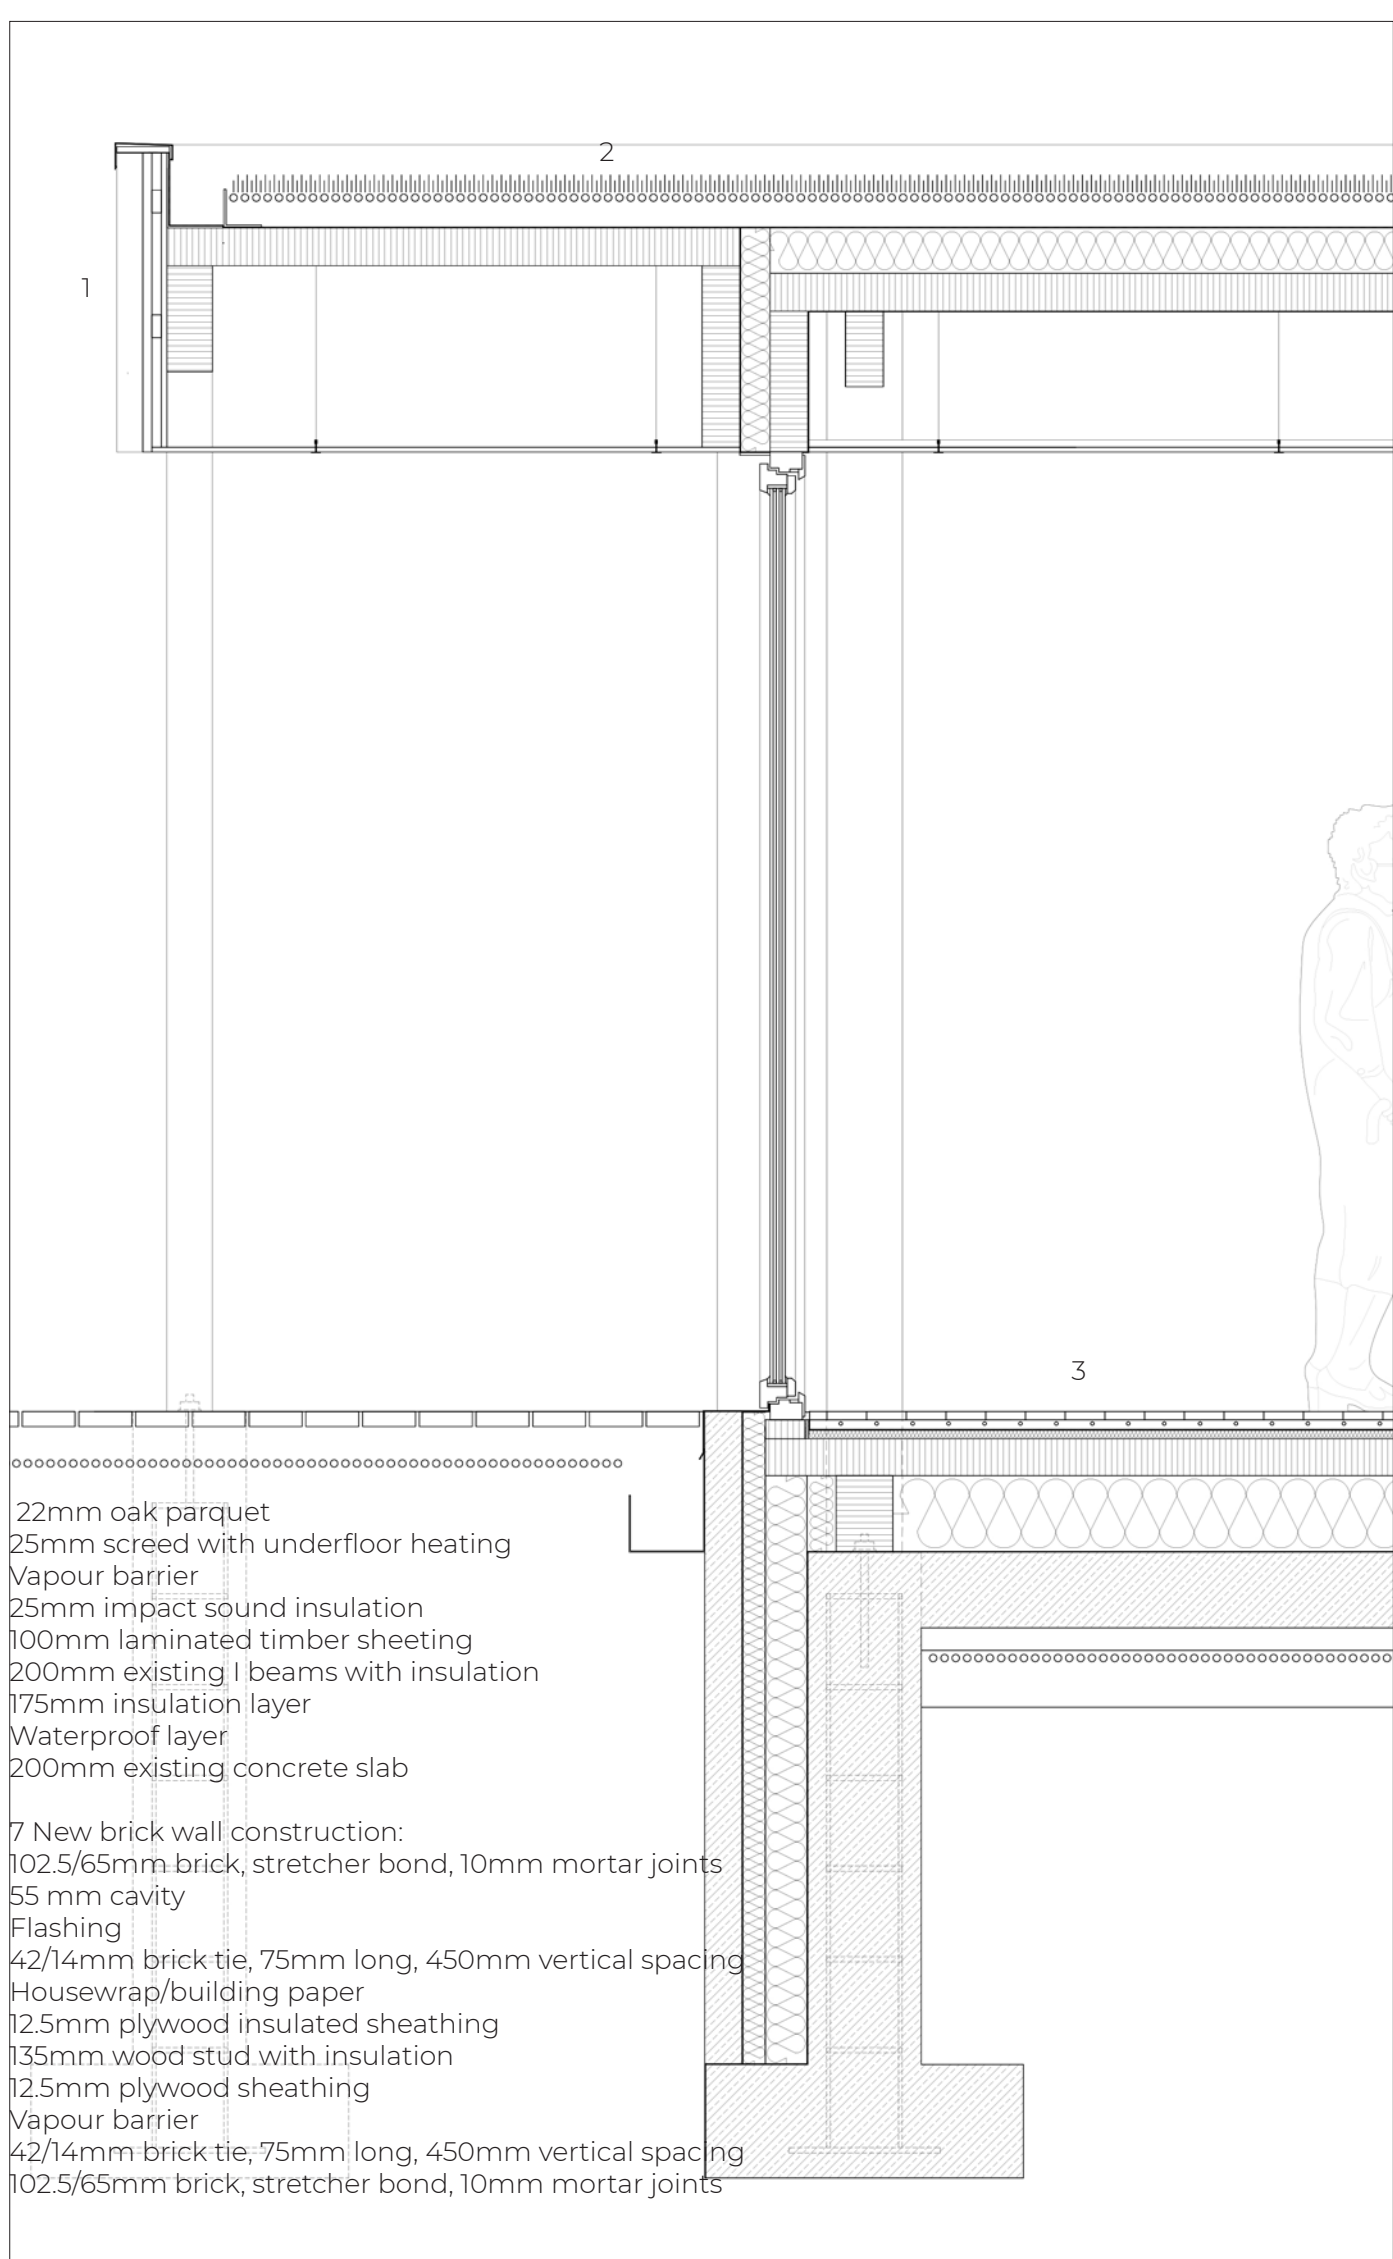 2
1
3
22mm oak parquet
25mm screed with underfloor heating
Vapour barrier
25mm impact sound insulation
100mm laminated timber sheeting
200mm existing I beams with insulation
175mm insulation layer
Waterproof layer
200mm existing concrete slab
7 New brick wall construction:
102.5/65mm brick, stretcher bond, 10mm mortar joints
55 mm cavity
Flashing
42/14mm brick tie, 75mm long, 450mm vertical spacing
Housewrap/building paper
12.5mm plywood insulated sheathing
135mm wood stud with insulation
12.5mm plywood sheathing
Vapour barrier
42/14mm brick tie, 75mm long, 450mm vertical spacing
102.5/65mm brick, stretcher bond, 10mm mortar joints